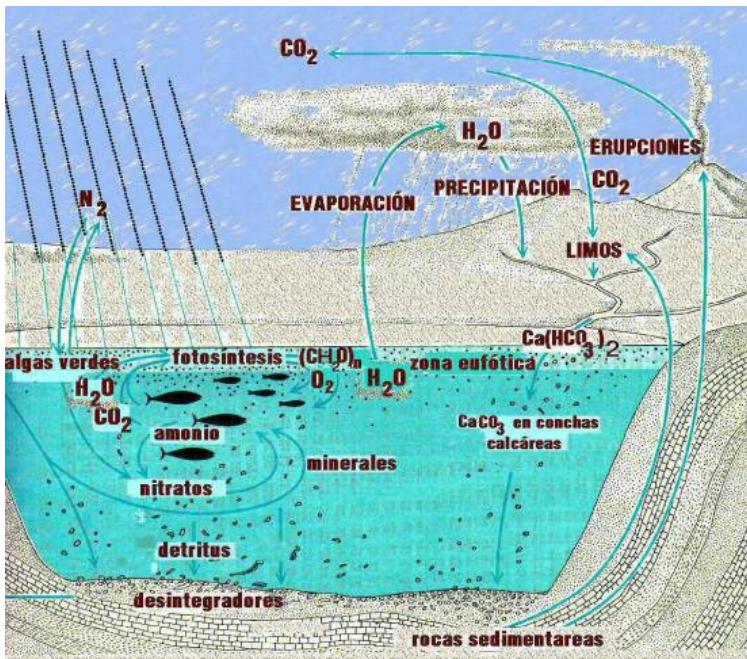 CO2
H2O
ERUPCIONES
N2
EVAPORACIÓN
PRECIPITACIÓN
CO2
LIMOS
Ca(HCO3)2
algas verdes
fotosíntesis
(CH2O)n
zona eufótica
H2O
O2
H2O
CO2
CaCO3 en conchas
calcáreas
amonio
minerales
nitratos
detritus
desintegradores
rocas sedimentareas